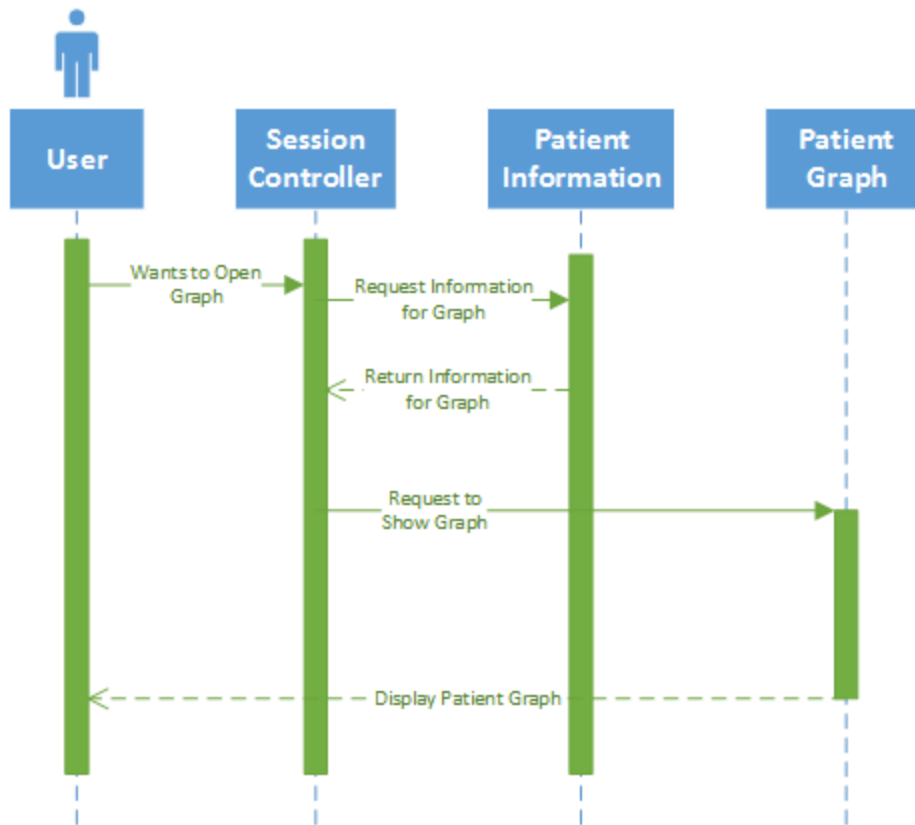 User
Session
Controller
Patient
Information
Patient
Graph
Wants to Open
Graph
Request Information
for Graph
Return Information
for Graph
Request to
Show Graph
Display Patient Graph